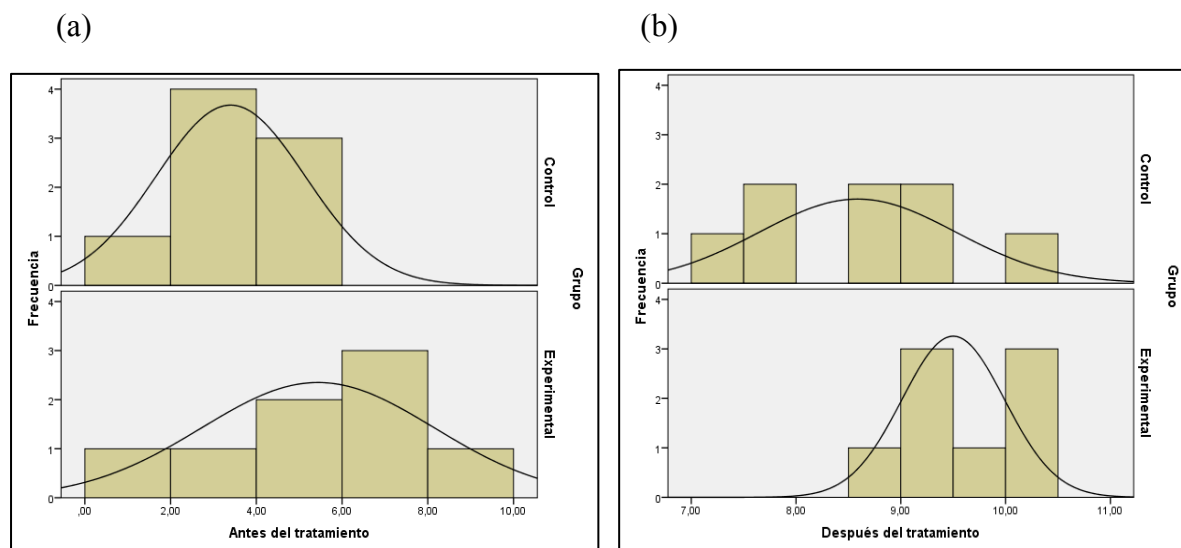 (a)
Frecuencia
4
3
2
1
0
Control
4
3
2
1
0
Experimental
Grupo
,00 2,00 4,00 6,00 8,00 10,00
Antes del tratamiento
(b)
Frecuencia
4
3
2
1
0
Control
4
3
2
1
0
Experimental
Grupo
7,00 8,00 9,00 10,00 11,00
Después del tratamiento